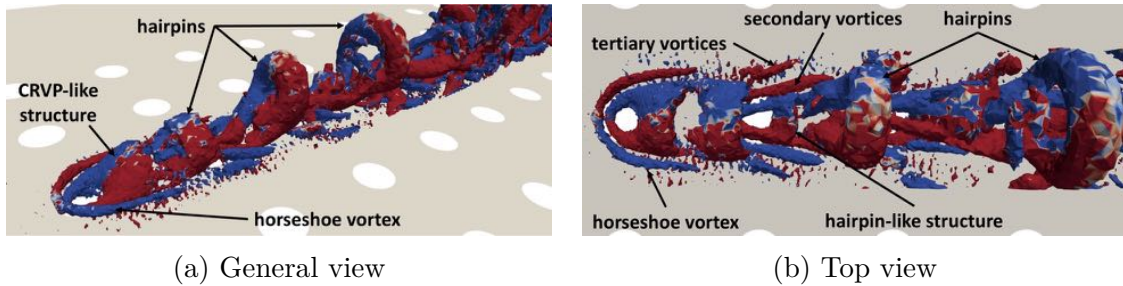 hairpins
CRVP-like
structure
horseshoe vortex
(a) General view
secondary vortices
hairpins
tertiary vortices
horseshoe vortex
hairpin-like structure
(b) Top view